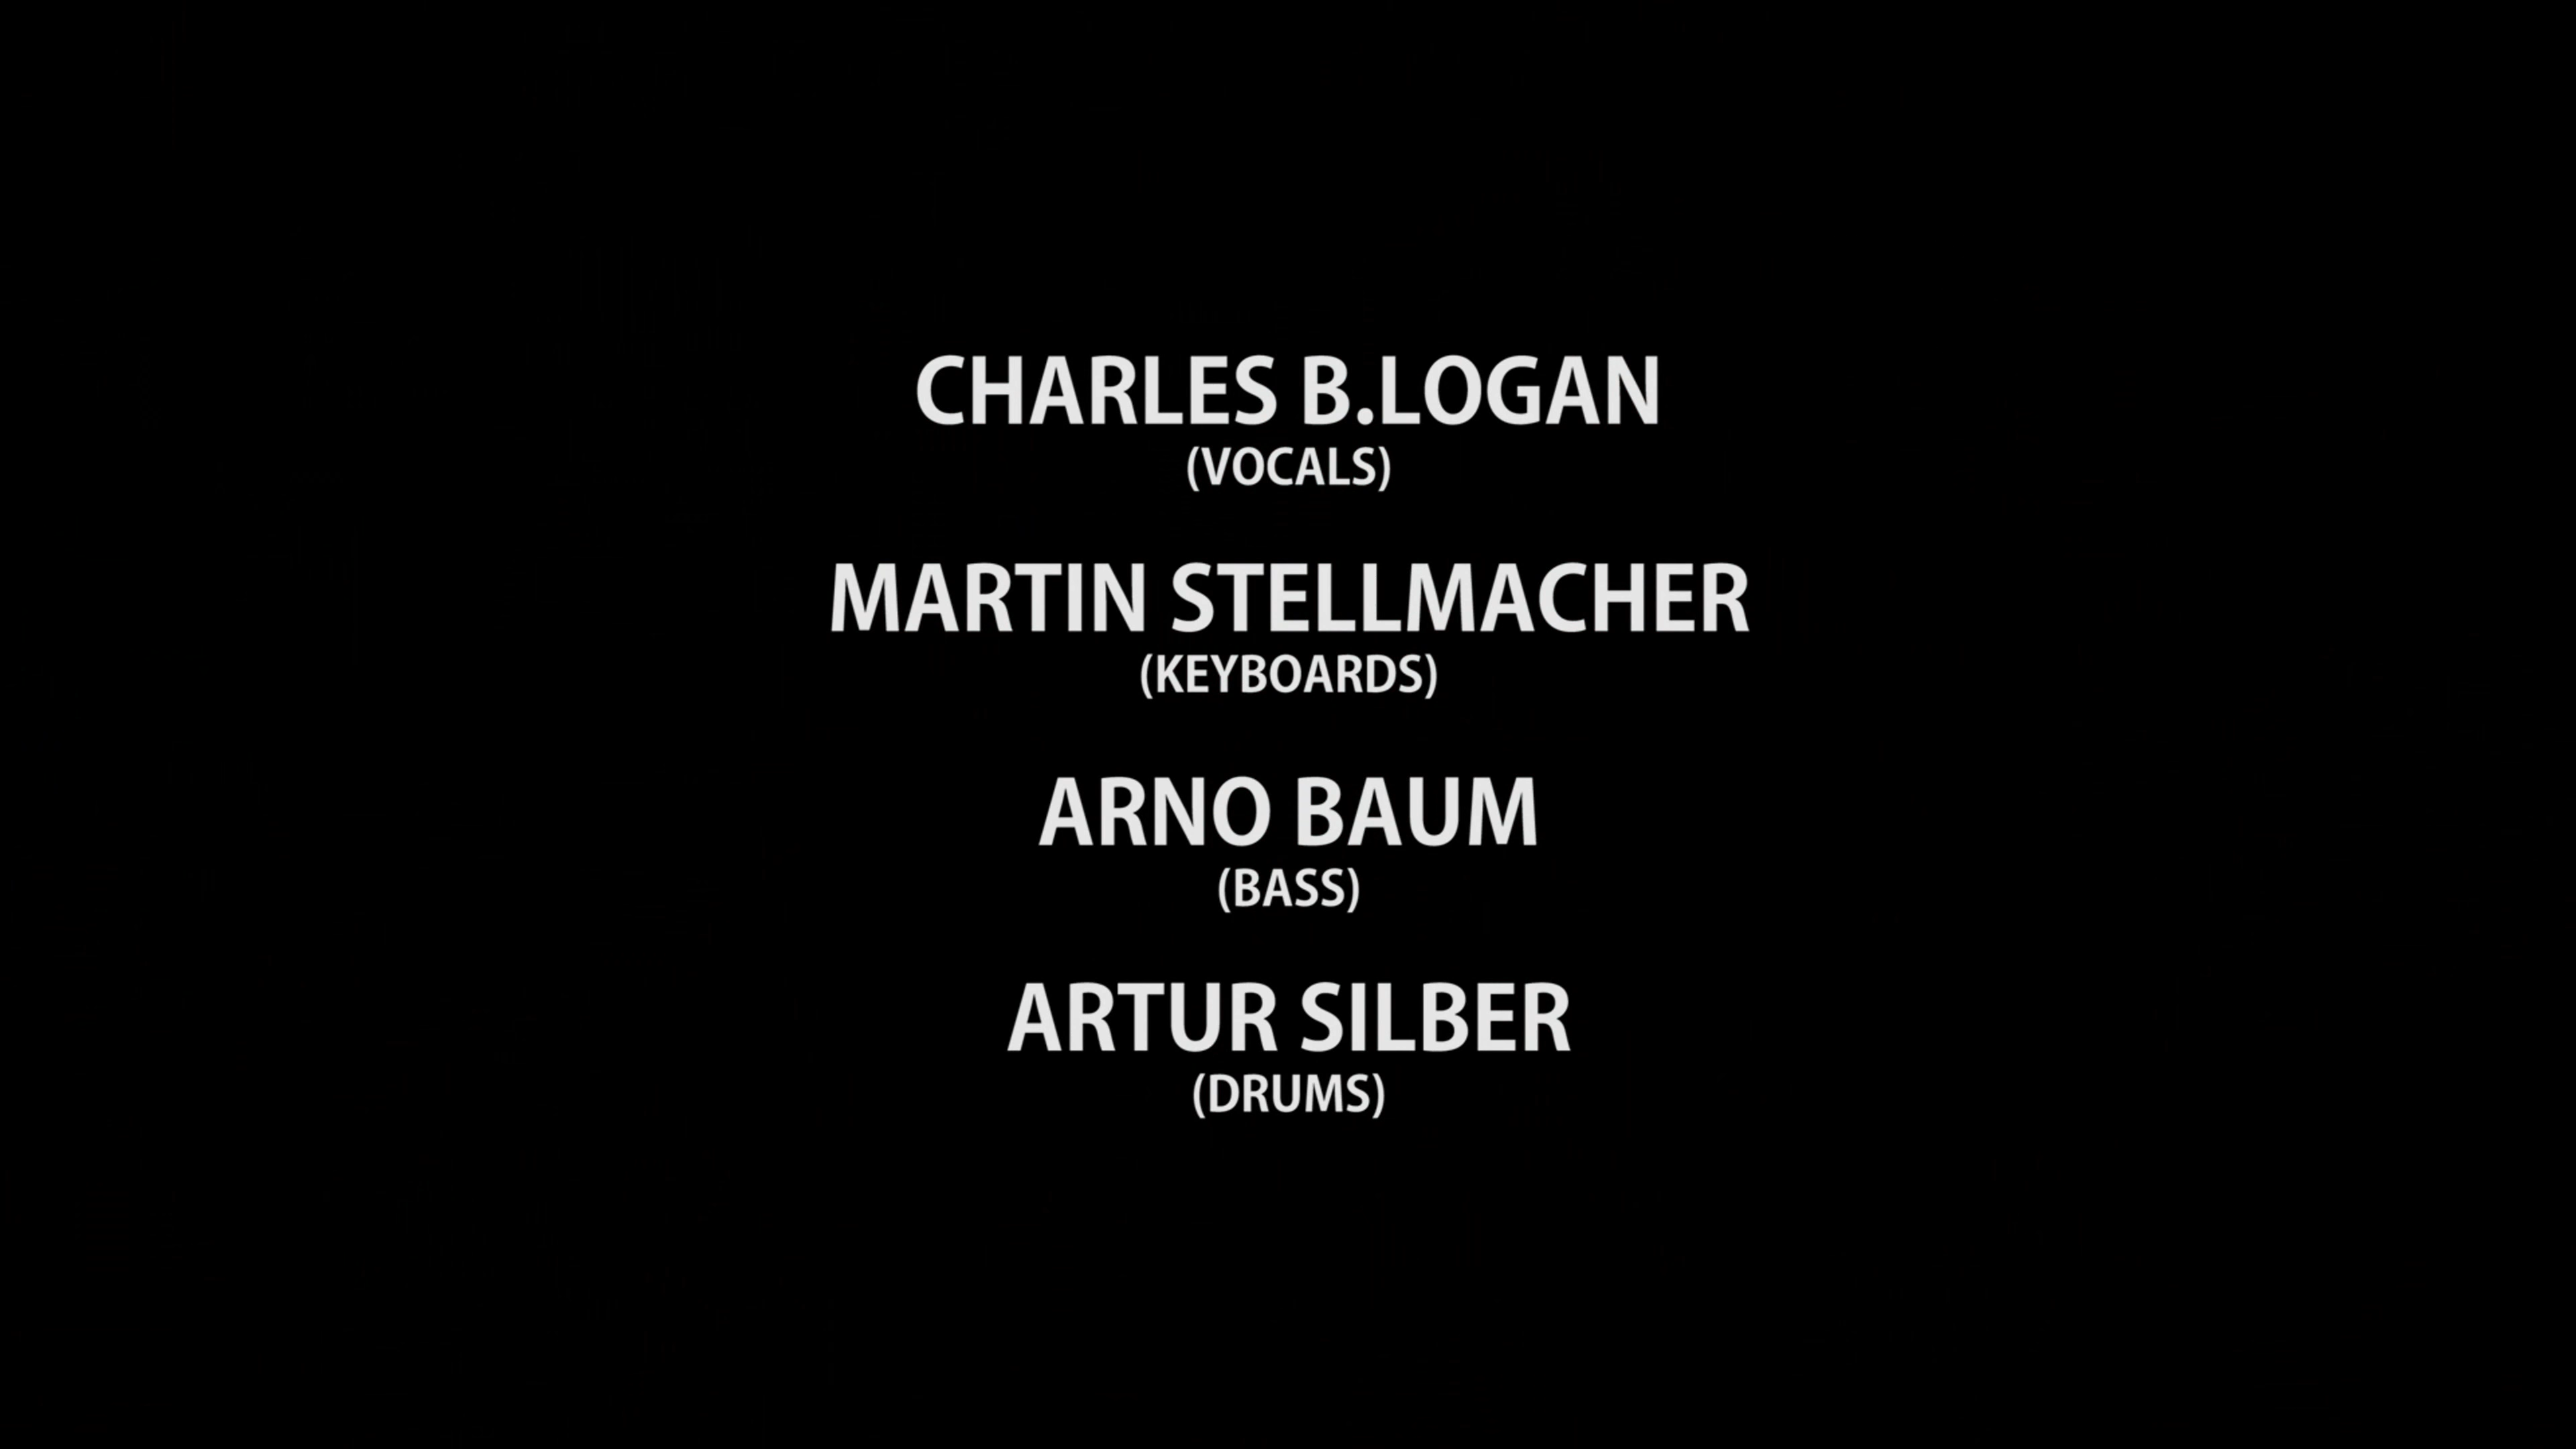 CHARLES B.LOGAN
(VOCALS)
MARTIN STELLMACHER
(KEYBOARDS)
ARNO BAUM
(BASS)
ARTUR SILBER
(DRUMS)